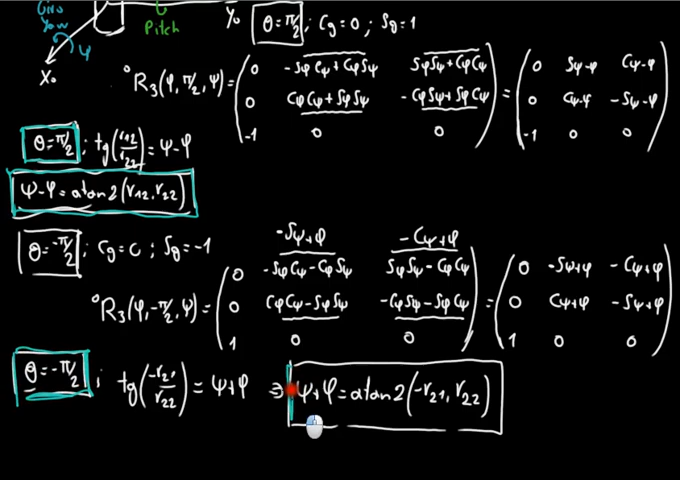 Giro
Yaw
ψ
Pitch
X₀
Y₀
θ=π/2 ; Cθ=0 ; Sθ=1
⁰R₃(φ, π/2, ψ) = ( 0 -SφCψ+CφSψ SφSψ+CφCψ ) = ( 0 Sψ-φ Cψ-φ )
( 0 CφCψ+SφSψ -CφSψ+SφCψ ) ( 0 Cψ-φ -Sψ-φ )
( -1 0 0 ) ( -1 0 0 )
θ=π/2 ; tg(r12/r22) = ψ-φ
ψ-φ = atan2(r12, r22)
-Sψ+φ -Cψ+φ
θ=-π/2 ; Cθ=0 ; Sθ=-1
⁰R₃(φ, -π/2, ψ) = ( 0 -SφCψ-CφSψ SφSψ-CφCψ ) = ( 0 -Sψ+φ -Cψ+φ )
( 0 CφCψ-SφSψ -CφSψ-SφCψ ) ( 0 Cψ+φ -Sψ+φ )
( 1 0 0 ) ( 1 0 0 )
θ=-π/2 ; tg(-r21/r22) = ψ+φ ⇒ ψ+φ = atan2(-r21, r22)